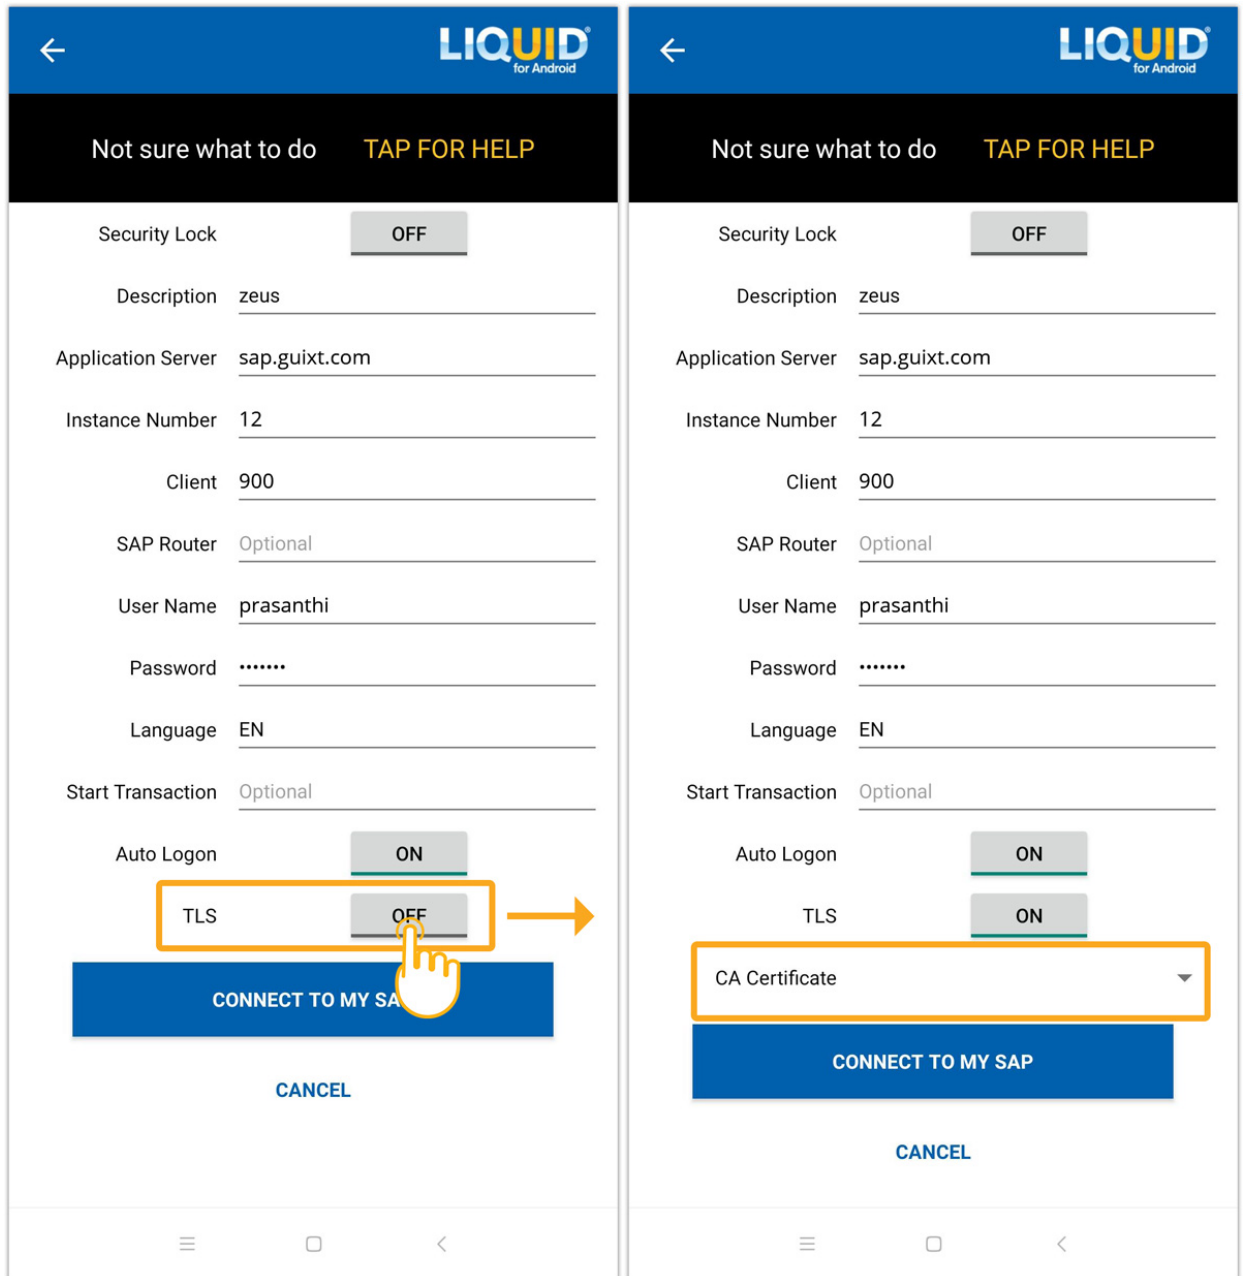 LIQUID®
for Android
Not sure what to do TAP FOR HELP
Security Lock OFF
Description zeus
Application Server sap.guixt.com
Instance Number 12
Client 900
SAP Router Optional
User Name prasanthi
Password •••••••
Language EN
Start Transaction Optional
Auto Logon ON
TLS OFF
CONNECT TO MY SA
CANCEL
LIQUID®
for Android
Not sure what to do TAP FOR HELP
Security Lock OFF
Description zeus
Application Server sap.guixt.com
Instance Number 12
Client 900
SAP Router Optional
User Name prasanthi
Password •••••••
Language EN
Start Transaction Optional
Auto Logon ON
TLS ON
CA Certificate
CONNECT TO MY SAP
CANCEL